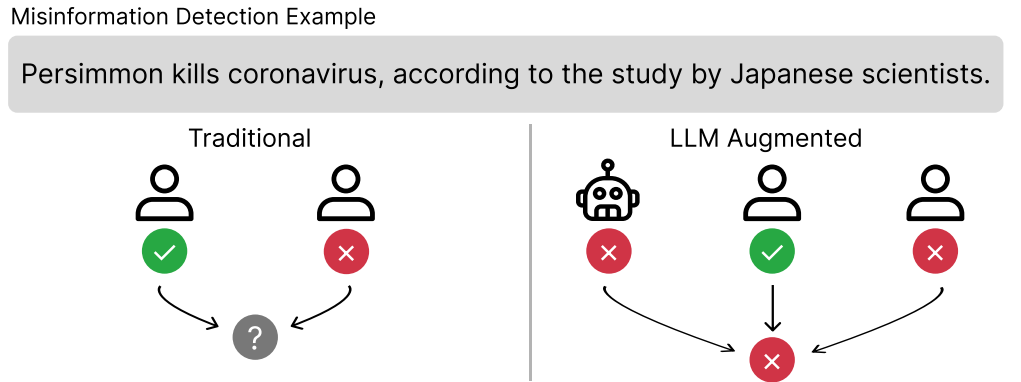 Misinformation Detection Example
Persimmon kills coronavirus, according to the study by Japanese scientists.
Traditional
LLM Augmented
?